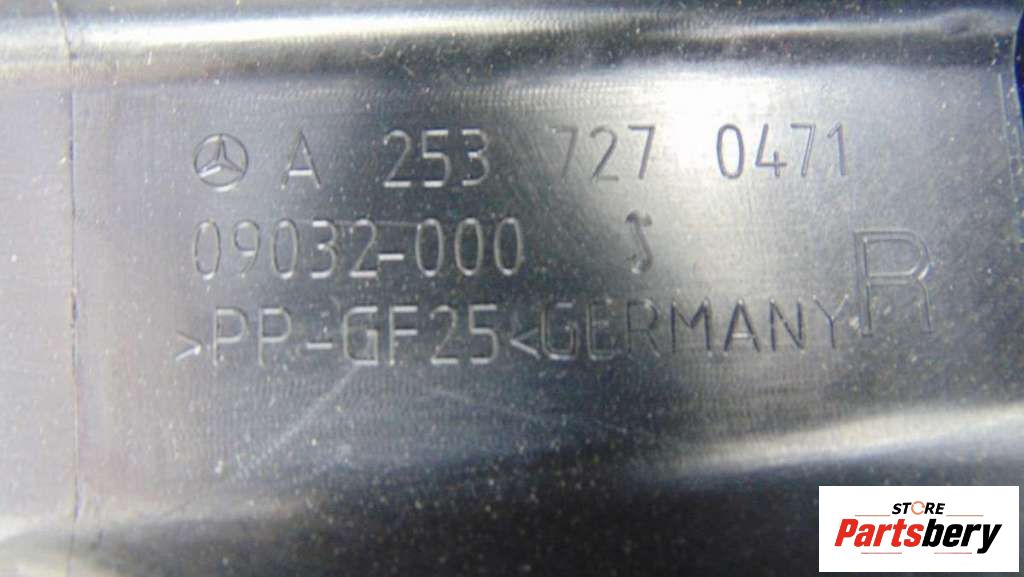 A 253 727 0471
09032-000
>PP-GF25<GERMANY
R
STORE
Partsbery